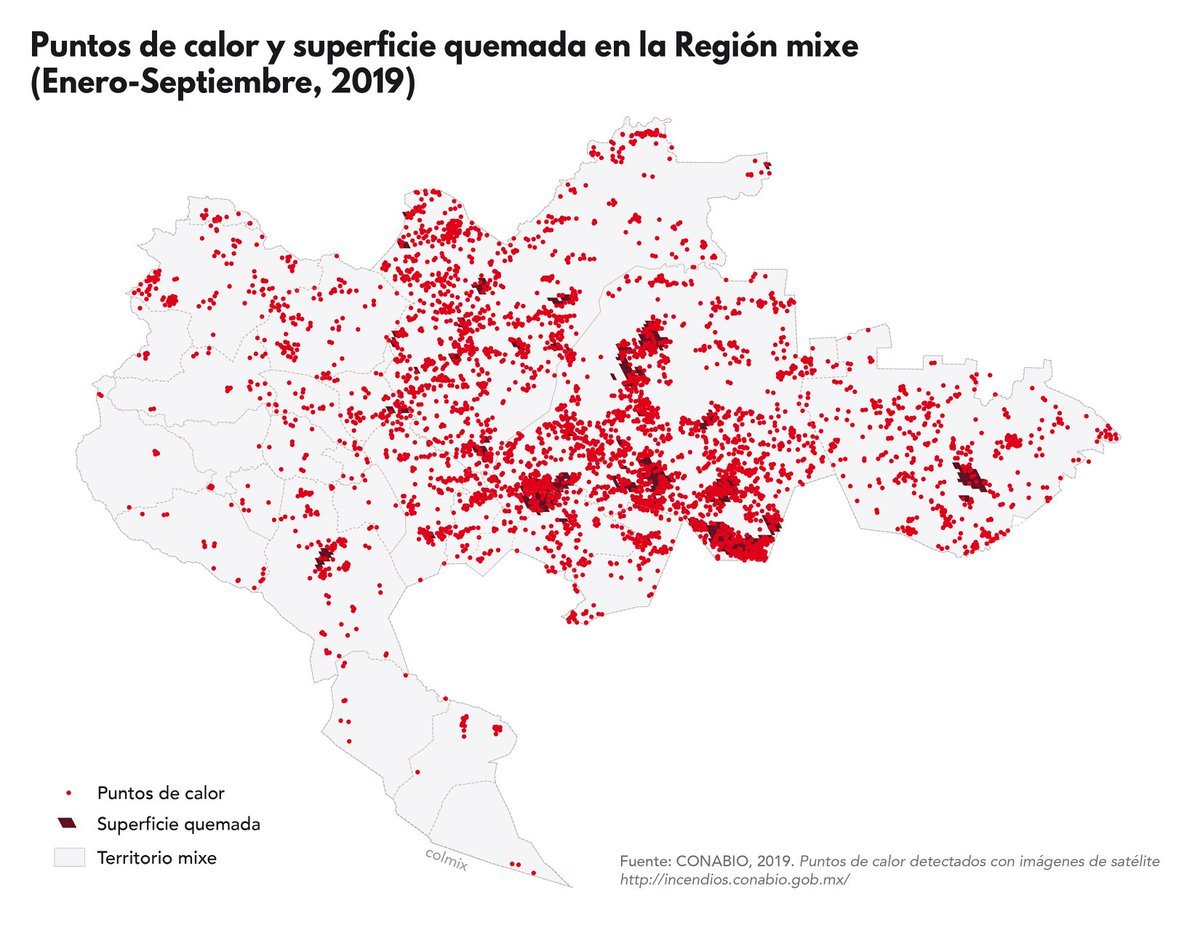 Puntos de calor y superficie quemada en la Región mixe
(Enero-Septiembre, 2019)
Puntos de calor
Superficie quemada
Territorio mixe
colmix
Fuente: CONABIO, 2019. Puntos de calor detectados con imágenes de satélite
http://incendios.conabio.gob.mx/